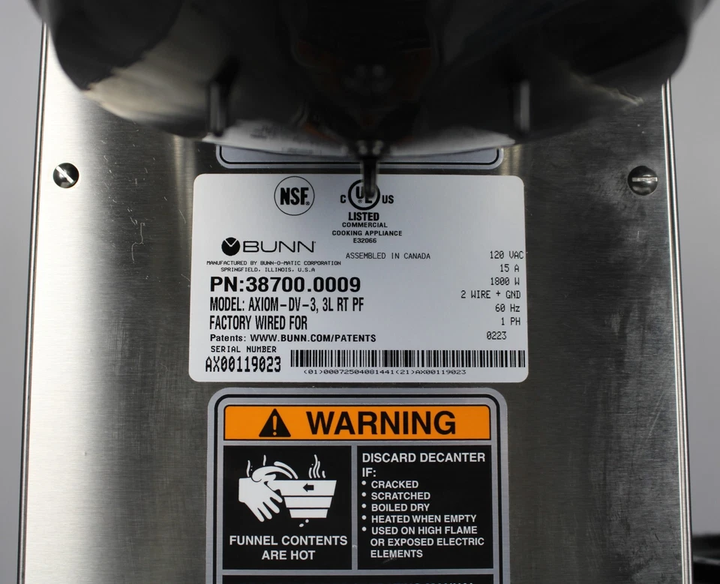 NSF®
C UL US
LISTED
COMMERCIAL
COOKING APPLIANCE
E32066
BUNN®
MANUFACTURED BY BUNN-O-MATIC CORPORATION
SPRINGFIELD, ILLINOIS, U.S.A
ASSEMBLED IN CANADA
120 VAC
15 A
1800 W
2 WIRE + GND
60 Hz
1 PH
0223
PN:38700.0009
MODEL: AXIOM-DV-3, 3L RT PF
FACTORY WIRED FOR
Patents: WWW.BUNN.COM/PATENTS
SERIAL NUMBER
AX00119023
(01)00072504081441(21)AX00119023
WARNING
FUNNEL CONTENTS
ARE HOT
DISCARD DECANTER
IF:
• CRACKED
• SCRATCHED
• BOILED DRY
• HEATED WHEN EMPTY
• USED ON HIGH FLAME
OR EXPOSED ELECTRIC
ELEMENTS